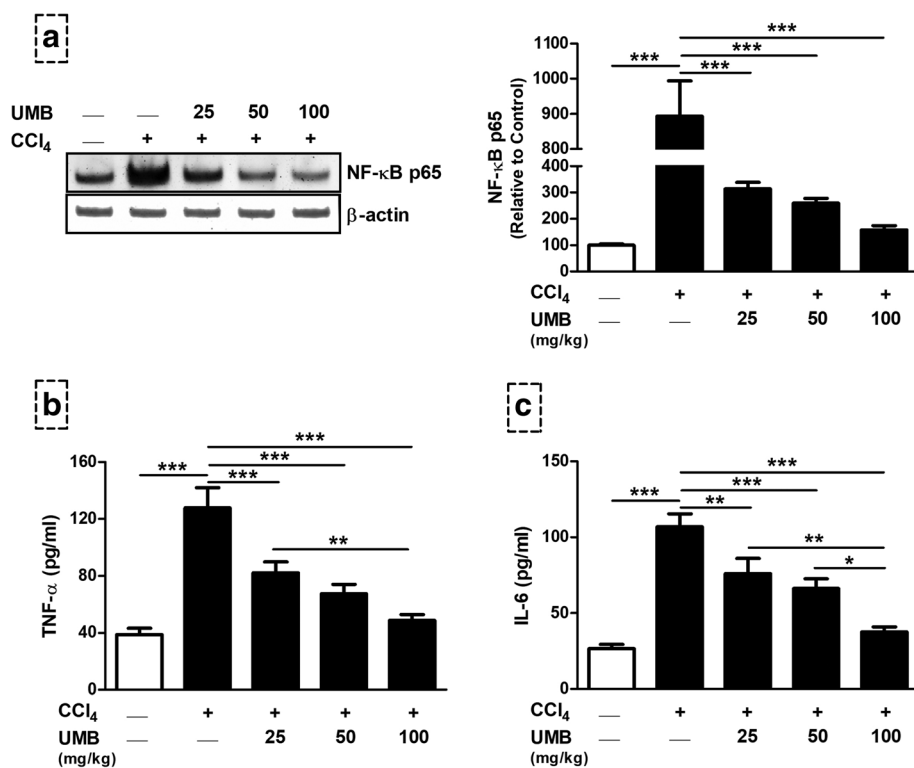 a
UMB — — 25 50 100
CCl₄ — + + + +
NF-κB p65
β-actin
NF-κB p65
(Relative to Control)
1100
1000
900
800
400
300
200
100
0
*** *** *** ***
CCl₄ — + + + +
UMB — — 25 50 100
(mg/kg)
b
TNF-α (pg/ml)
160
120
80
40
0
***
***
*** ***
**
CCl₄ — + + + +
UMB — — 25 50 100
(mg/kg)
c
IL-6 (pg/ml)
150
100
50
0
***
***
*** **
**
*
CCl₄ — + + + +
UMB — — 25 50 100
(mg/kg)